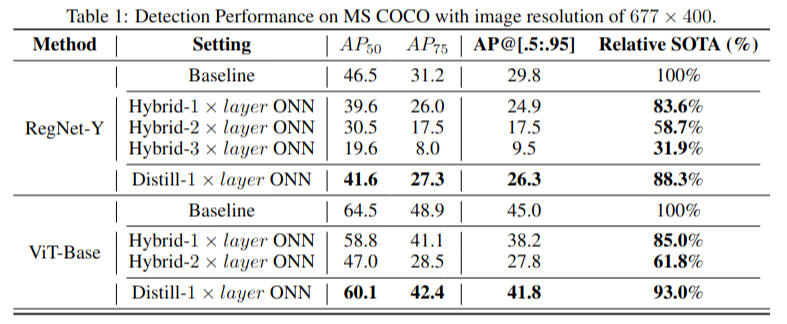 Table 1: Detection Performance on MS COCO with image resolution of 677 × 400.
Method | Setting | AP50 AP75 | AP@[.5:.95] Relative SOTA (%)
Baseline 46.5 31.2 29.8 100%
Hybrid-1 × layer ONN 39.6 26.0 24.9 83.6%
RegNet-Y Hybrid-2 × layer ONN 30.5 17.5 17.5 58.7%
Hybrid-3 × layer ONN 19.6 8.0 9.5 31.9%
Distill-1 × layer ONN 41.6 27.3 26.3 88.3%
Baseline 64.5 48.9 45.0 100%
Hybrid-1 × layer ONN 58.8 41.1 38.2 85.0%
ViT-Base Hybrid-2 × layer ONN 47.0 28.5 27.8 61.8%
Distill-1 × layer ONN 60.1 42.4 41.8 93.0%